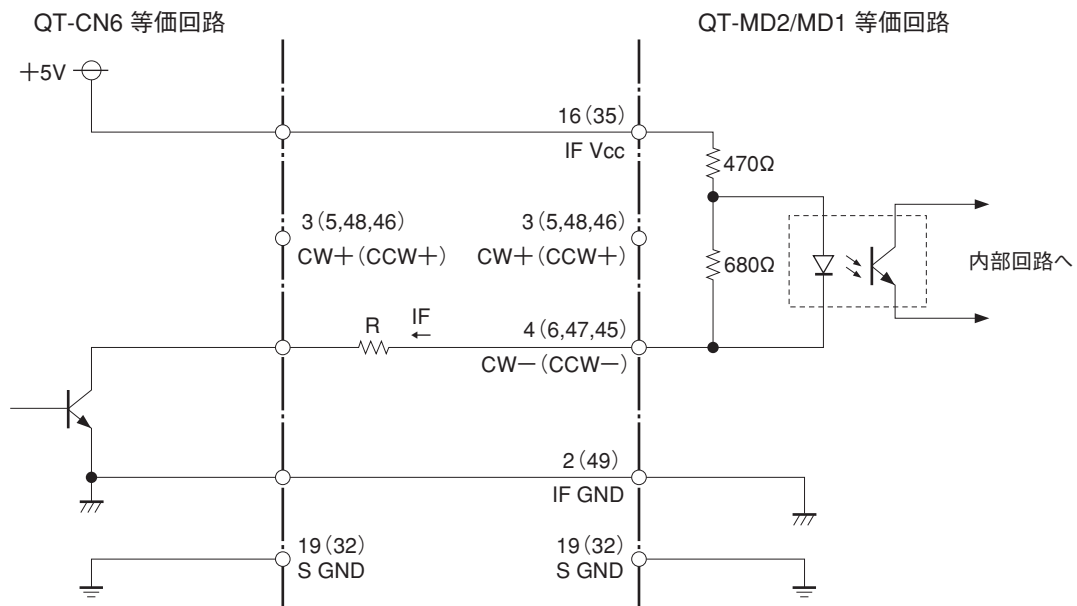 QT-CN6 等価回路
QT-MD2/MD1 等価回路
＋5V
16（35）
IF Vcc
470Ω
3（5,48,46）
CW＋（CCW＋）
3（5,48,46）
CW＋（CCW＋）
680Ω
内部回路へ
R
IF
4（6,47,45）
CW－（CCW－）
2（49）
IF GND
19（32）
S GND
19（32）
S GND